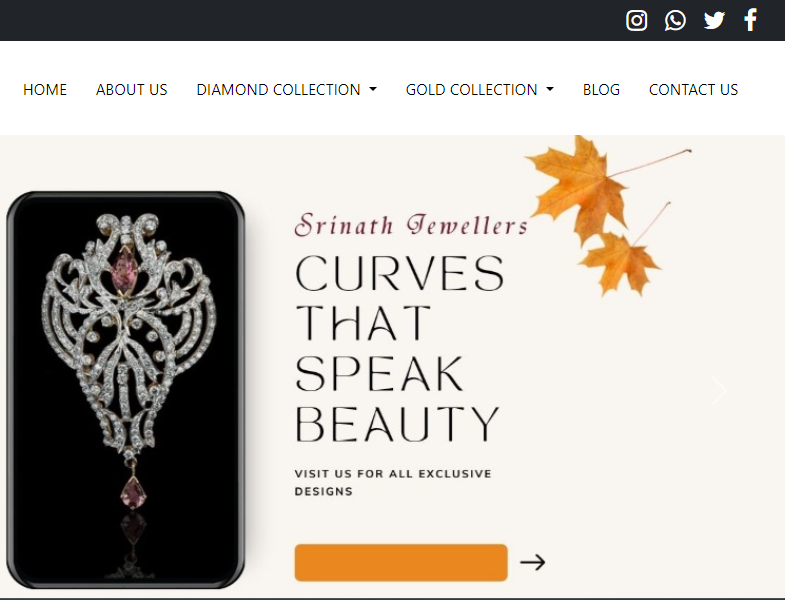 HOME ABOUT US DIAMOND COLLECTION GOLD COLLECTION BLOG CONTACT US
Srinath Jewellers
CURVES
THAT
SPEAK
BEAUTY
VISIT US FOR ALL EXCLUSIVE
DESIGNS